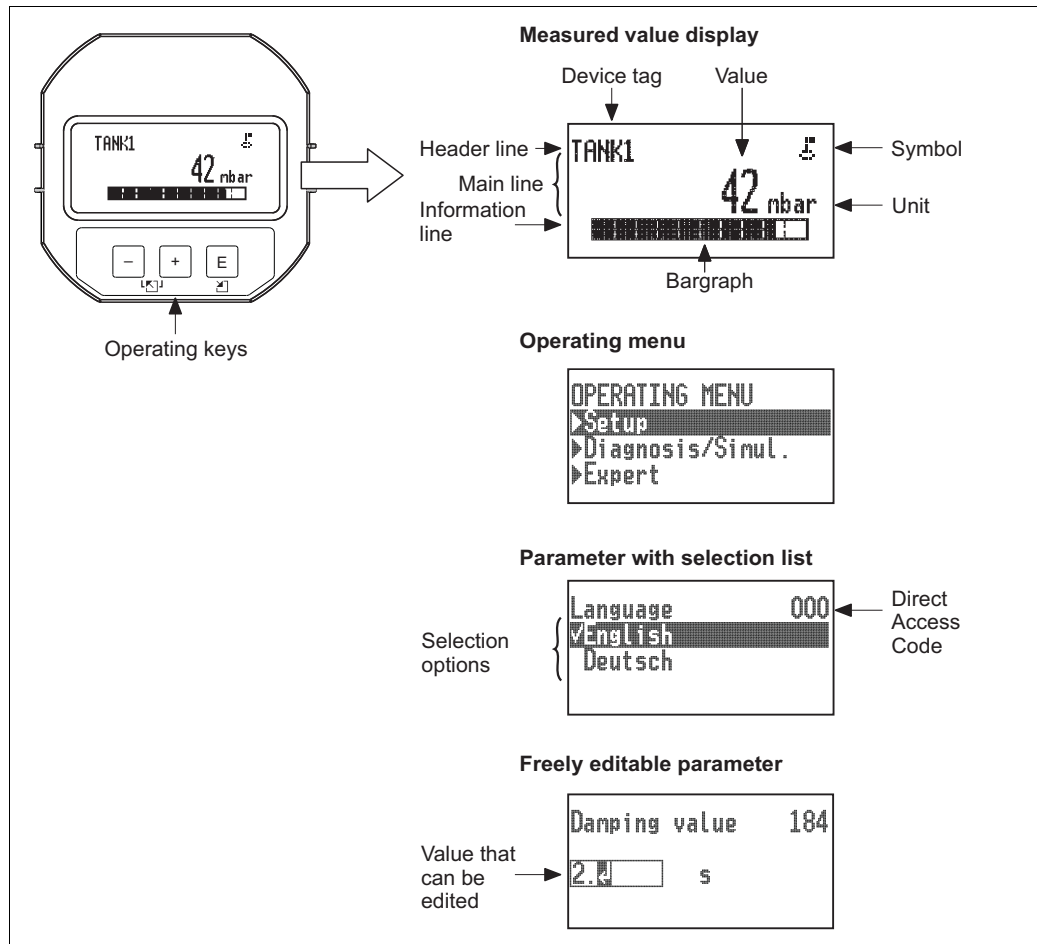 TANK1
42 mbar
–
+
E
Operating keys
Measured value display
Device tag
Value
Header line
Main line
Information
line
TANK1
42 mbar
Symbol
Unit
Bargraph
Operating menu
OPERATING MENU
Setup
Diagnosis/Simul.
Expert
Parameter with selection list
Language 000
✓English
Deutsch
Selection
options
Direct
Access
Code
Freely editable parameter
Damping value 184
2. s
Value that
can be
edited